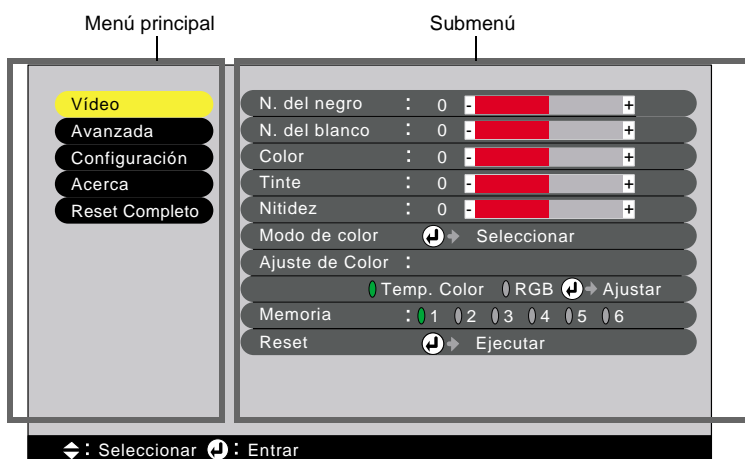 Menú principal
Submenú
Vídeo
Avanzada
Configuración
Acerca
Reset Completo
N. del negro : 0 - +
N. del blanco : 0 - +
Color : 0 - +
Tinte : 0 - +
Nitidez : 0 - +
Modo de color Seleccionar
Ajuste de Color :
Temp. Color RGB Ajustar
Memoria : 1 2 3 4 5 6
Reset Ejecutar
: Seleccionar : Entrar